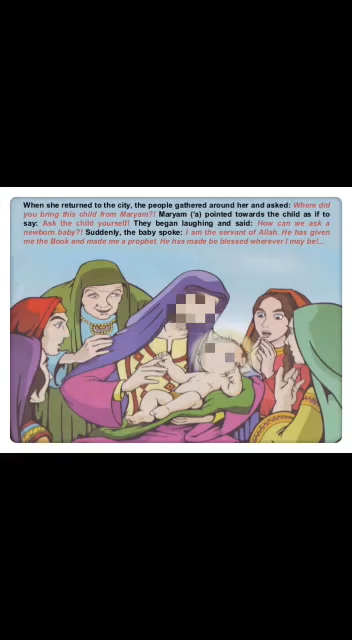 When she returned to the city, the people gathered around her and asked: Where did
you bring this child from Maryam?! Maryam ('a) pointed towards the child as if to
say: Ask the child yourself! They began laughing and said: How can we ask a
newborn baby?! Suddenly, the baby spoke: I am the servant of Allah. He has given
me the Book and made me a prophet. He has made be blessed wherever I may be!...